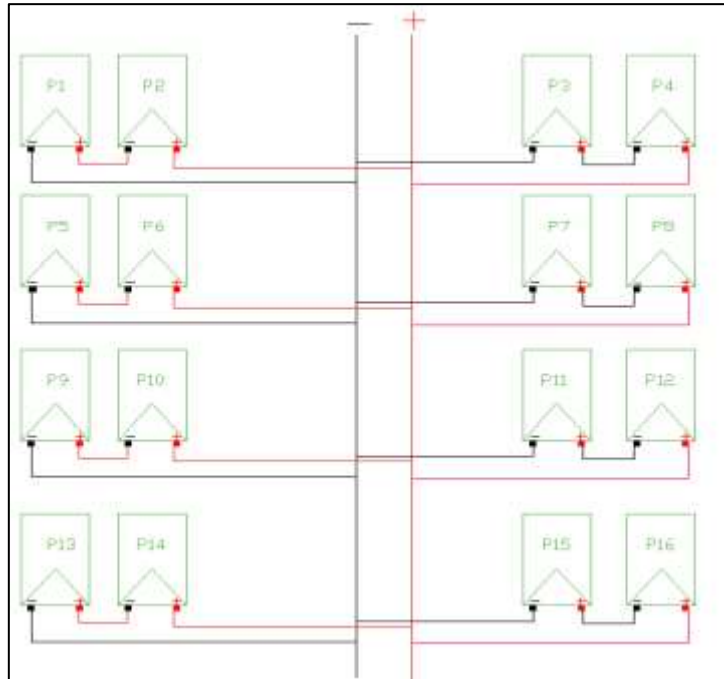 − +
P1 P2 P3 P4
− + − + − + − +
P5 P6 P7 P8
− + − + − + − +
P9 P10 P11 P12
− + − + − + − +
P13 P14 P15 P16
− + − + − + − +